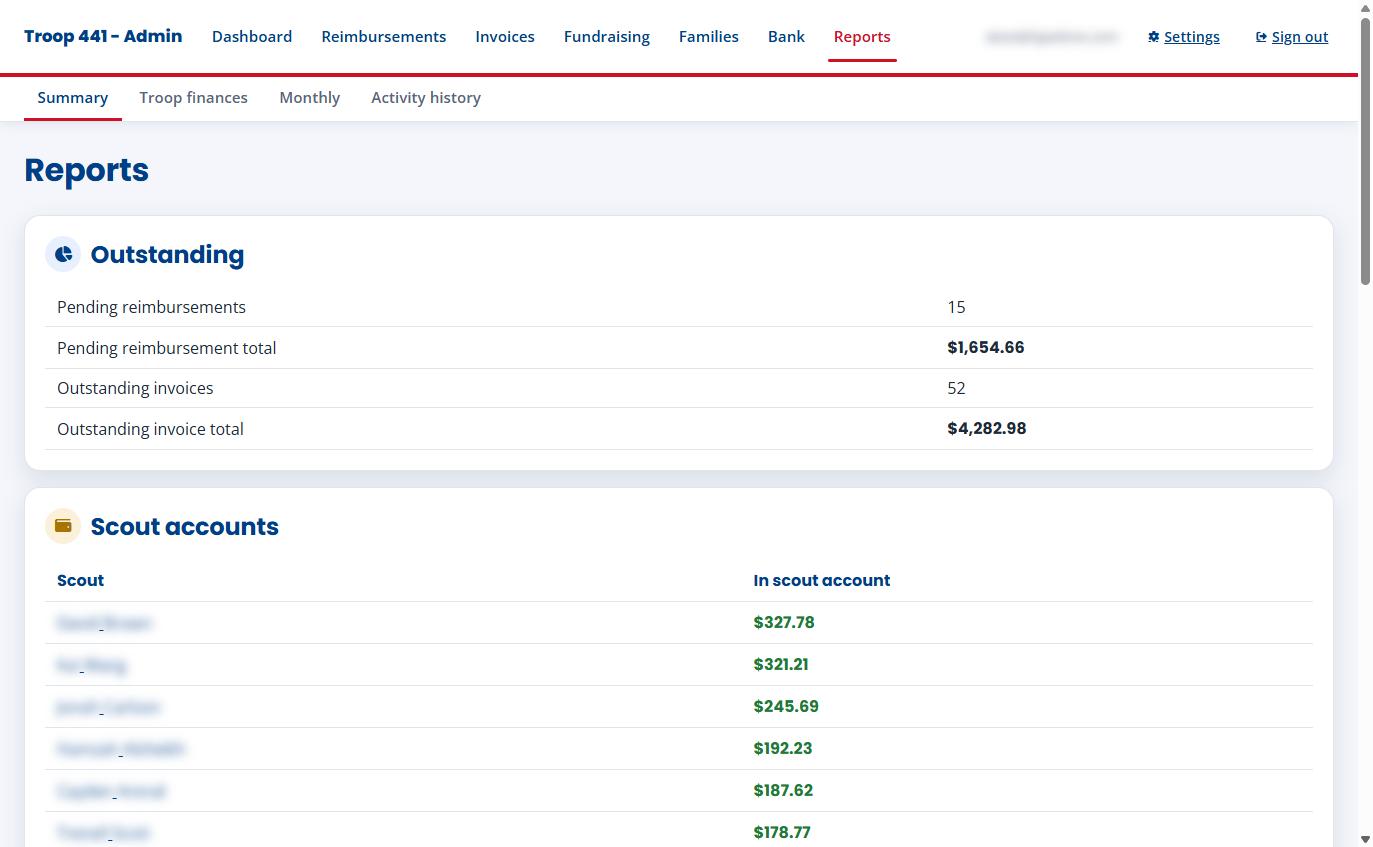 Troop 441 – Admin Dashboard Reimbursements Invoices Fundraising Families Bank Reports Settings Sign out
Summary Troop finances Monthly Activity history
Reports
Outstanding
Pending reimbursements 15
Pending reimbursement total $1,654.66
Outstanding invoices 52
Outstanding invoice total $4,282.98
Scout accounts
Scout In scout account
$327.78
$321.21
$245.69
$192.23
$187.62
$178.77